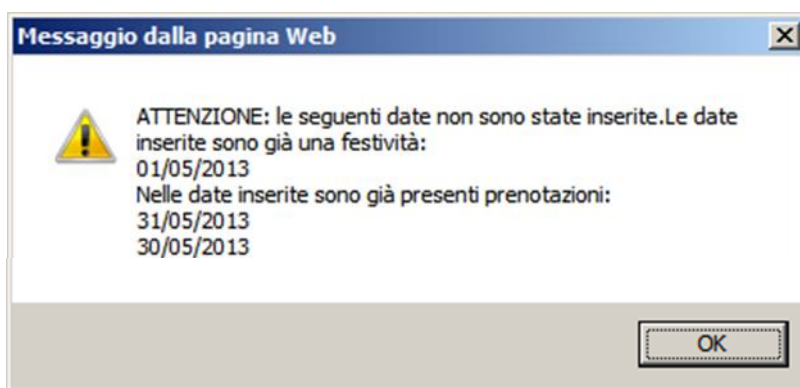 Messaggio dalla pagina Web
ATTENZIONE: le seguenti date non sono state inserite.Le date
inserite sono già una festività:
01/05/2013
Nelle date inserite sono già presenti prenotazioni:
31/05/2013
30/05/2013
OK